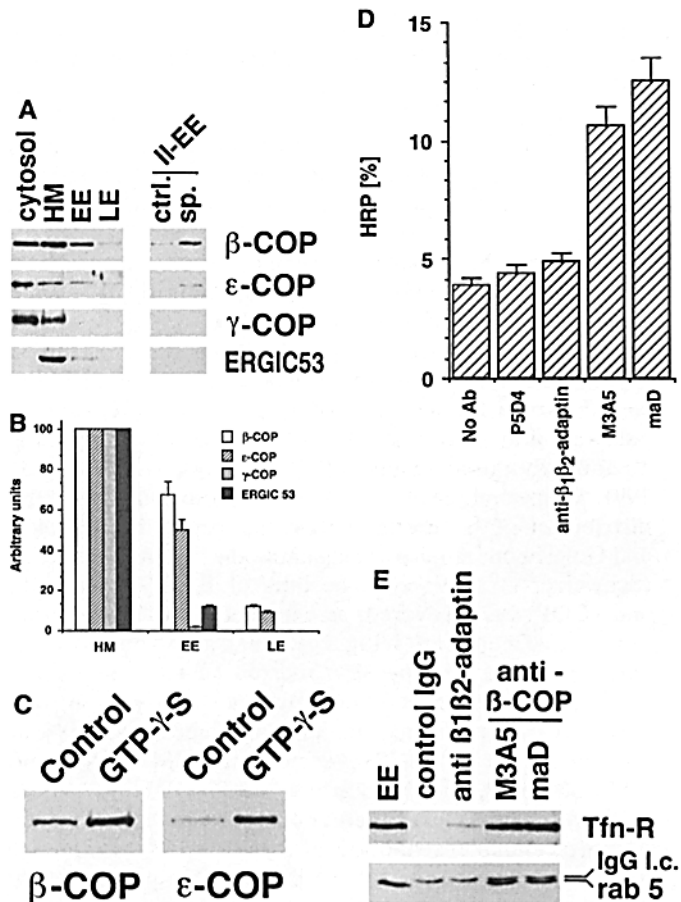 A
cytosol
HM
EE
LE
II-EE
ctrl.
sp.
β-COP
ε-COP
γ-COP
ERGIC53
B
Arbitrary units
100
80
60
40
20
0
HM
EE
LE
β-COP
ε-COP
γ-COP
ERGIC 53
C
Control
GTP-γ-S
Control
GTP-γ-S
β-COP
ε-COP
D
HRP [%]
15
10
5
0
No Ab
P5D4
anti-β1β2-adaptin
M3A5
maD
E
EE
control IgG
anti ß1ß2-adaptin
anti -
ß-COP
M3A5
maD
Tfn-R
IgG l.c.
rab 5